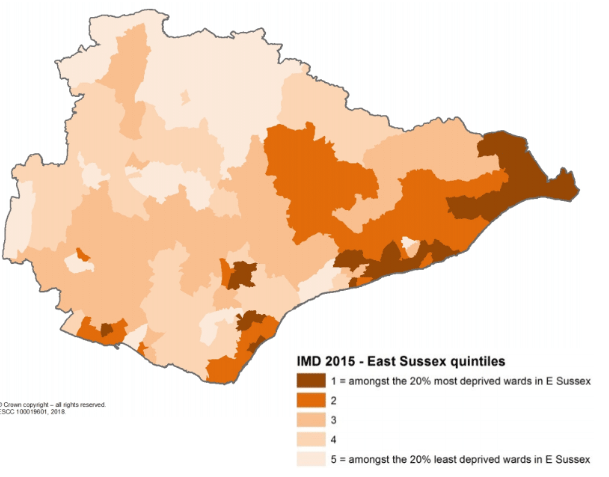 IMD 2015 - East Sussex quintiles
1 = amongst the 20% most deprived wards in E Sussex
2
3
4
5 = amongst the 20% least deprived wards in E Sussex
Crown copyright – all rights reserved.
ESCC 100019601, 2018